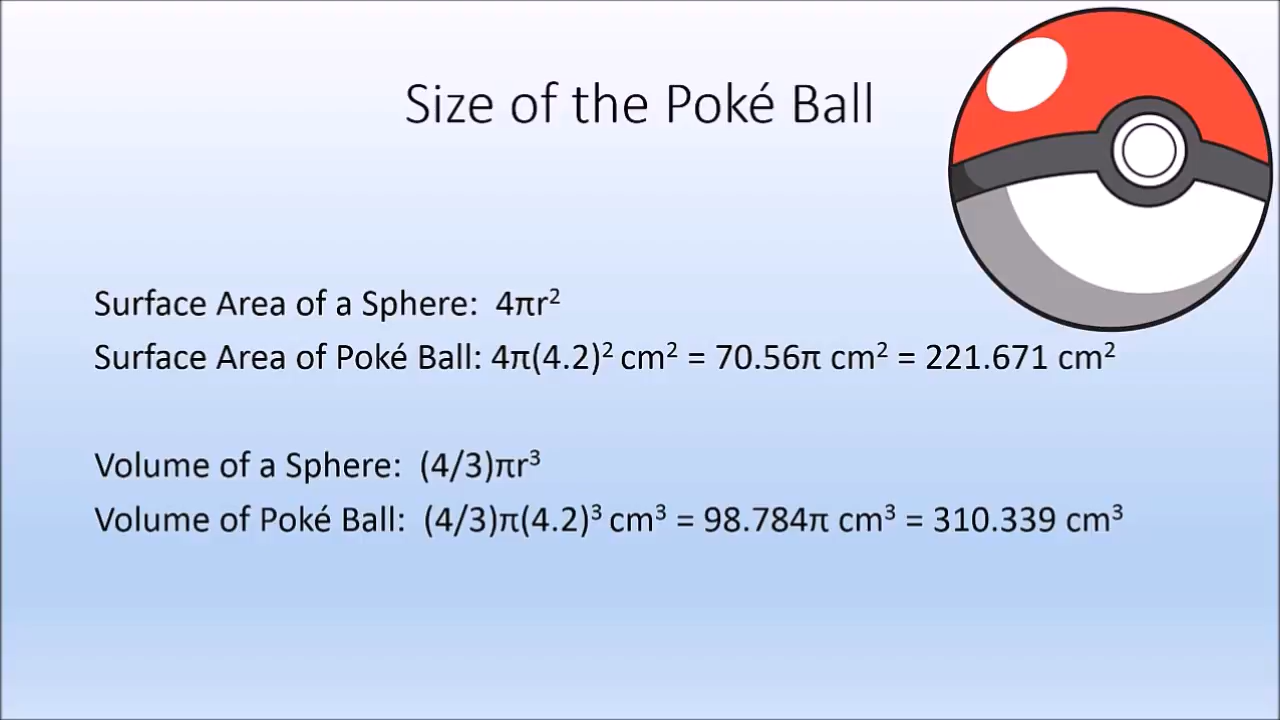 Size of the Poké Ball
Surface Area of a Sphere: 4πr²
Surface Area of Poké Ball: 4π(4.2)² cm² = 70.56π cm² = 221.671 cm²
Volume of a Sphere: (4/3)πr³
Volume of Poké Ball: (4/3)π(4.2)³ cm³ = 98.784π cm³ = 310.339 cm³